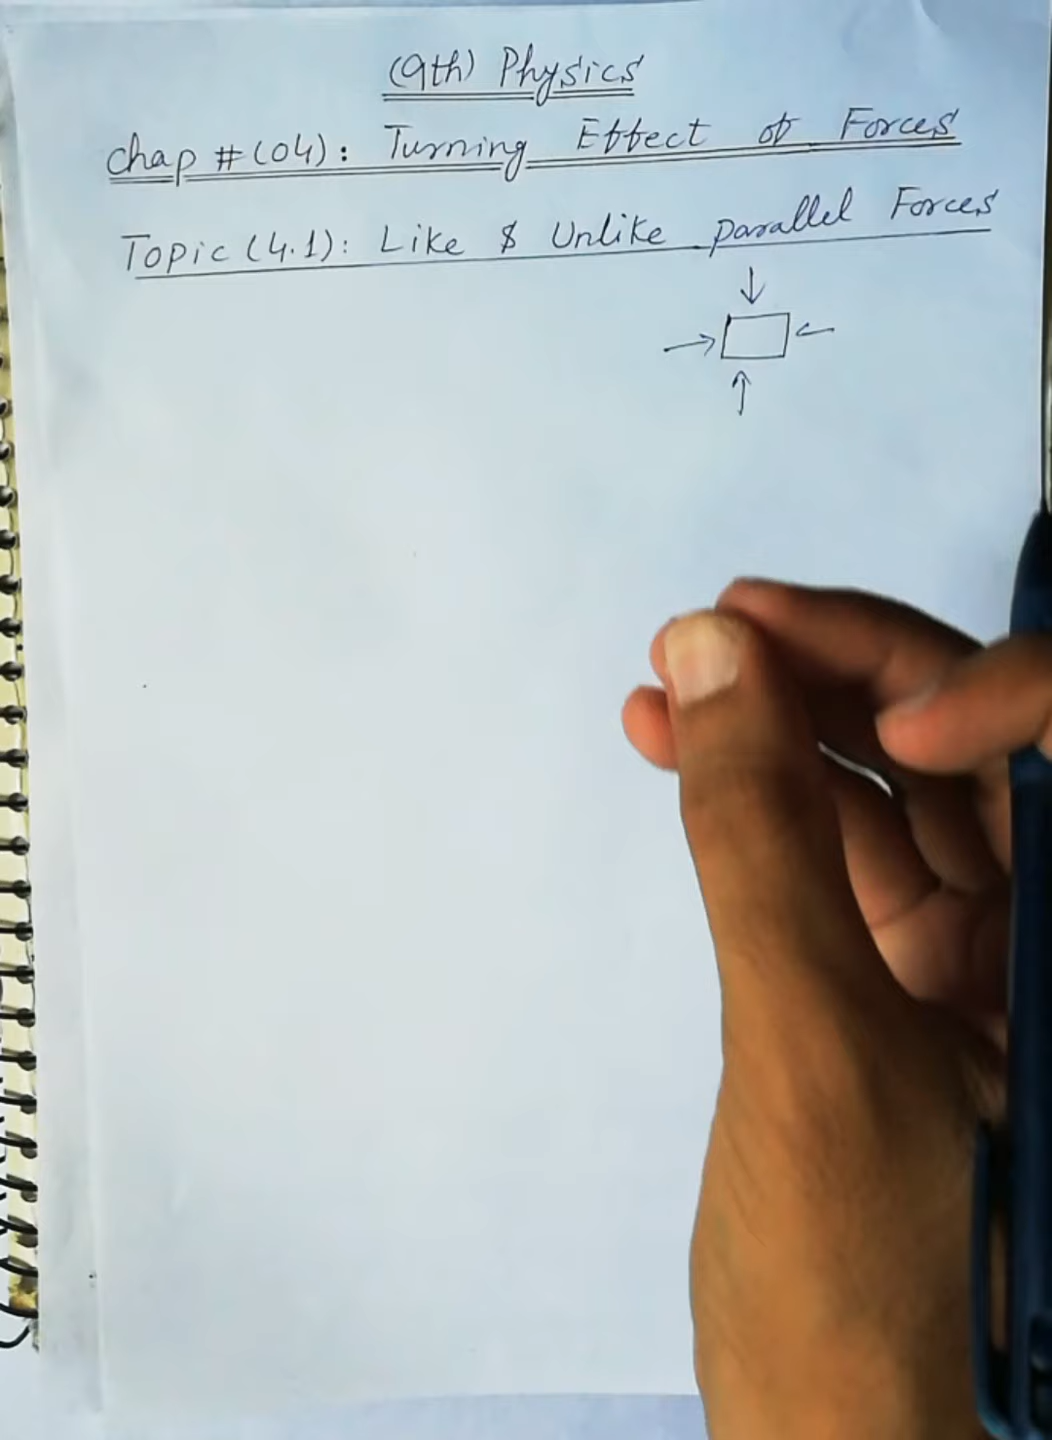 (9th) Physics
Chap # (04): Turning Effect of Forces
Topic (4.1): Like & Unlike parallel Forces